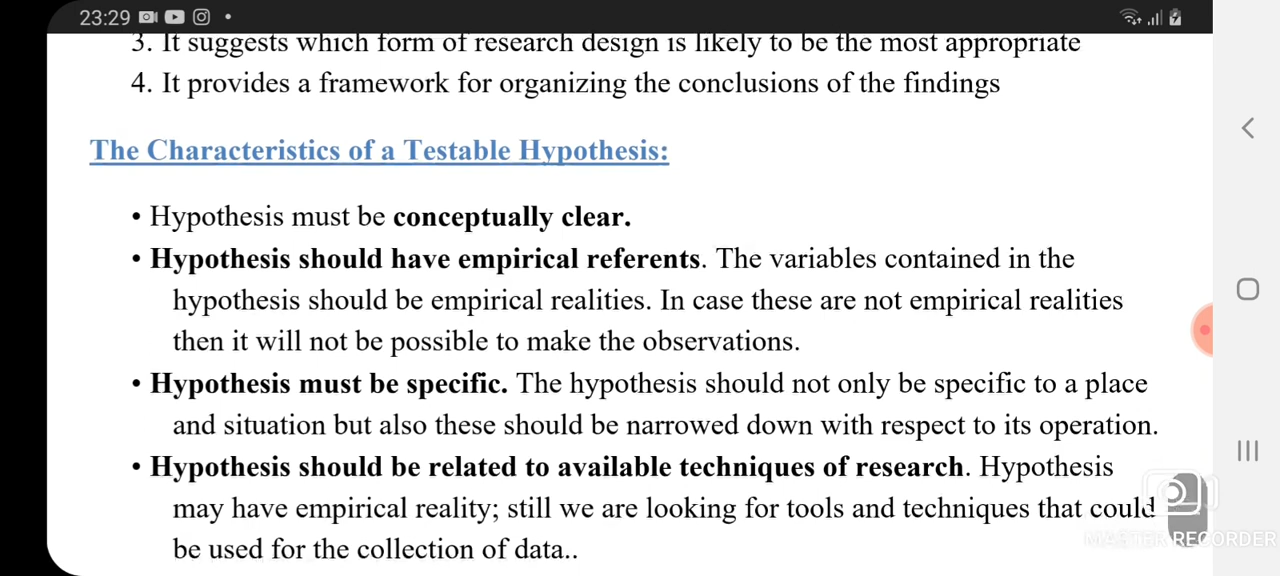 23:29
3. It suggests which form of research design is likely to be the most appropriate
4. It provides a framework for organizing the conclusions of the findings
The Characteristics of a Testable Hypothesis:
• Hypothesis must be conceptually clear.
• Hypothesis should have empirical referents. The variables contained in the
hypothesis should be empirical realities. In case these are not empirical realities
then it will not be possible to make the observations.
• Hypothesis must be specific. The hypothesis should not only be specific to a place
and situation but also these should be narrowed down with respect to its operation.
• Hypothesis should be related to available techniques of research. Hypothesis
may have empirical reality; still we are looking for tools and techniques that could
be used for the collection of data..
MASTER RECORDER